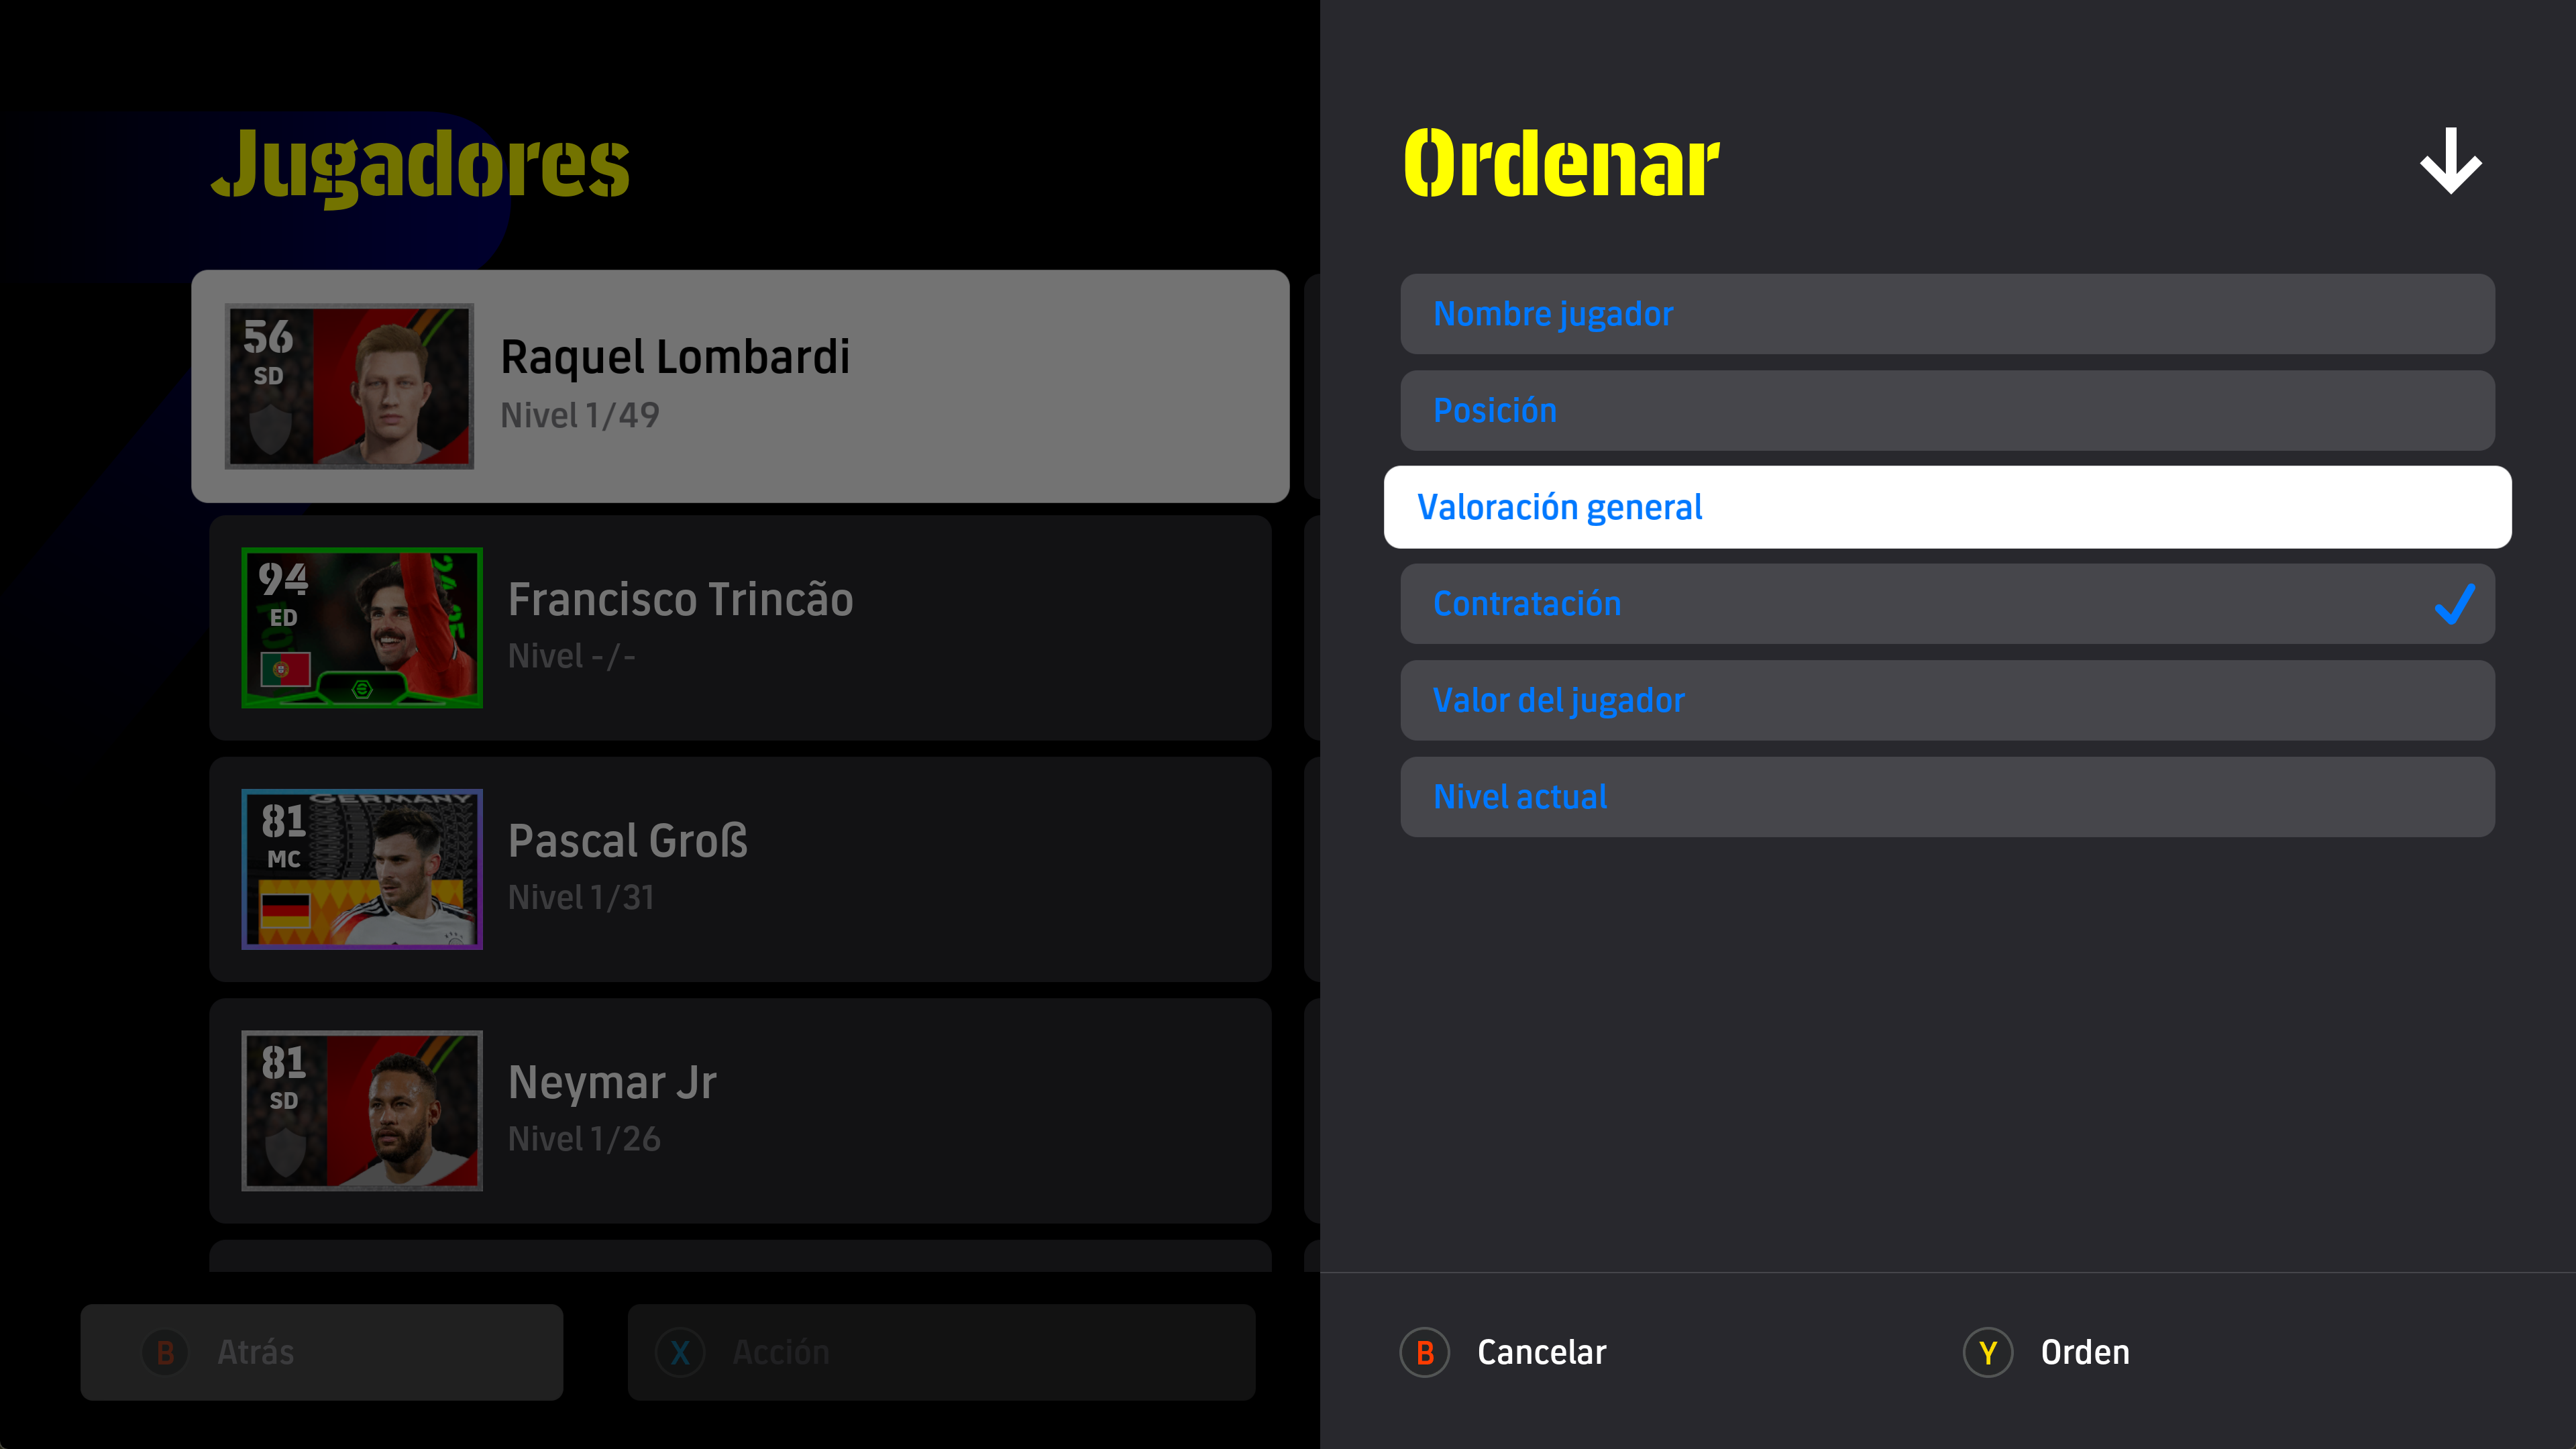 Jugadores
56
SD
Raquel Lombardi
Nivel 1/49
94
ED
Francisco Trincão
Nivel -/-
GERMANY
81
MC
Pascal Groß
Nivel 1/31
81
SD
Neymar Jr
Nivel 1/26
B Atrás
X Acción
Ordenar
Nombre jugador
Posición
Valoración general
Contratación
Valor del jugador
Nivel actual
B Cancelar
Y Orden